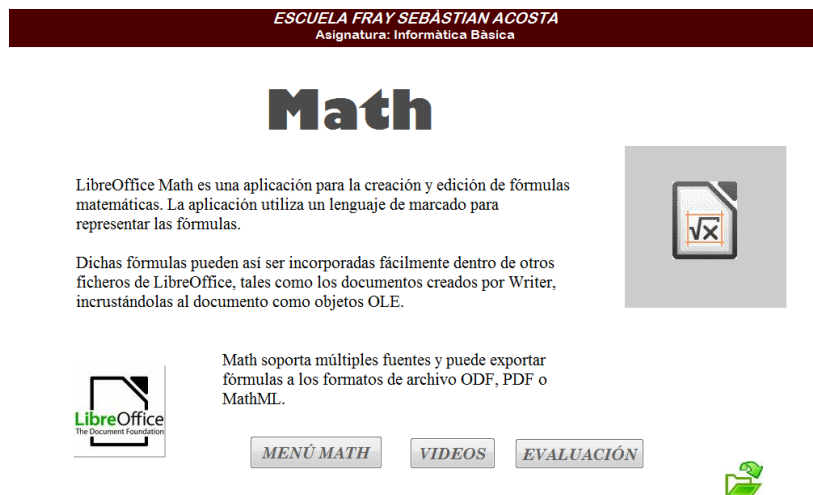 ESCUELA FRAY SEBÀSTIAN ACOSTA
Asignatura: Informàtica Bàsica
Math
LibreOffice Math es una aplicación para la creación y edición de fórmulas
matemáticas. La aplicación utiliza un lenguaje de marcado para
representar las fórmulas.
Dichas fórmulas pueden así ser incorporadas fácilmente dentro de otros
ficheros de LibreOffice, tales como los documentos creados por Writer,
incrustándolas al documento como objetos OLE.
√x
Math soporta múltiples fuentes y puede exportar
fórmulas a los formatos de archivo ODF, PDF o
MathML.
LibreOffice
The Document Foundation
MENÚ MATH
VIDEOS
EVALUACIÓN